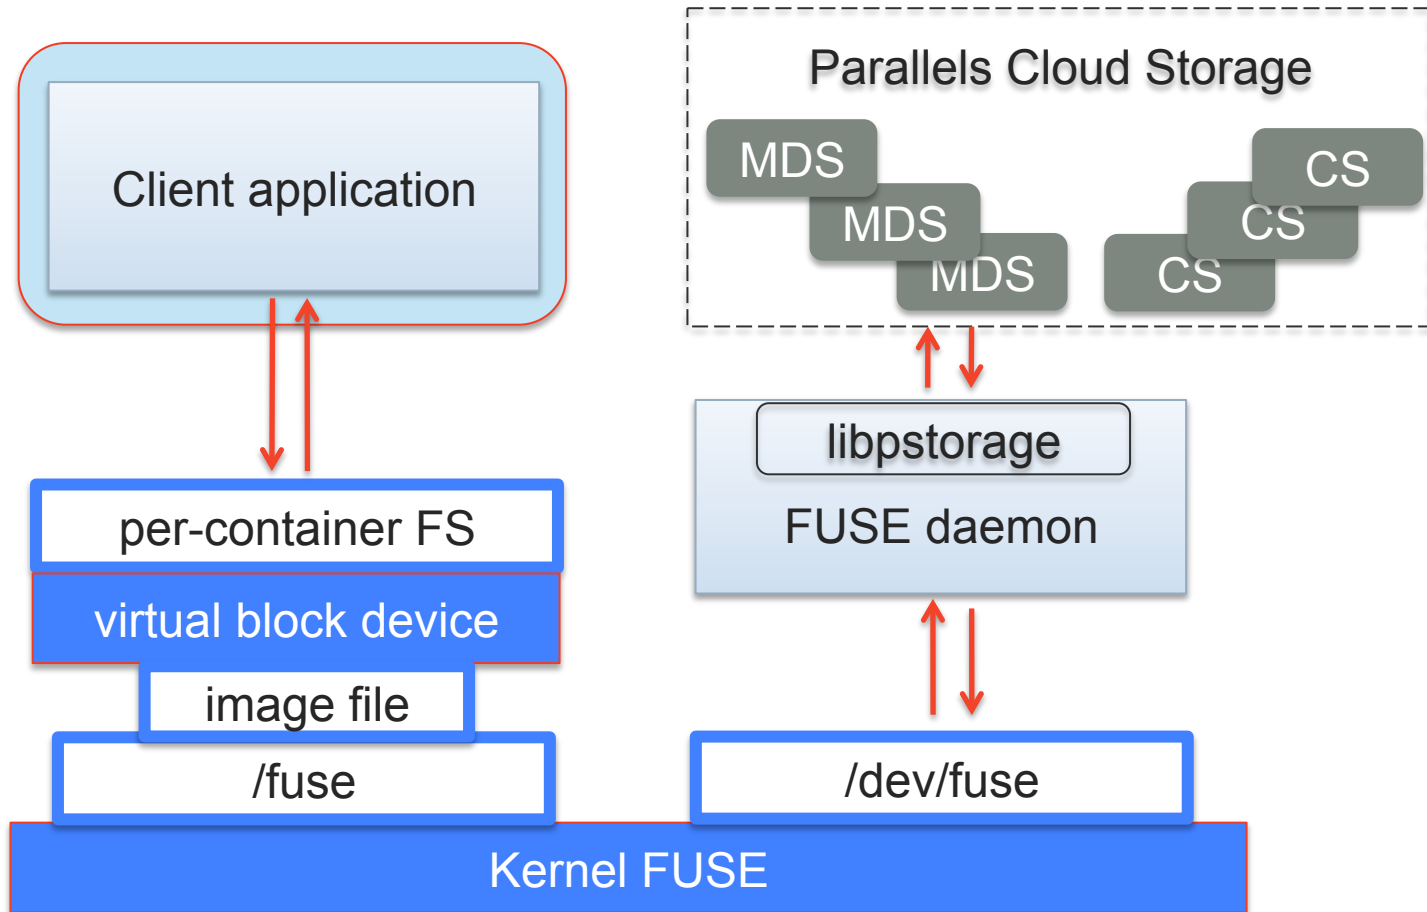 Client application
per-container FS
virtual block device
image file
/fuse
Parallels Cloud Storage
MDS
MDS
MDS
CS
CS
CS
libpstorage
FUSE daemon
/dev/fuse
Kernel FUSE